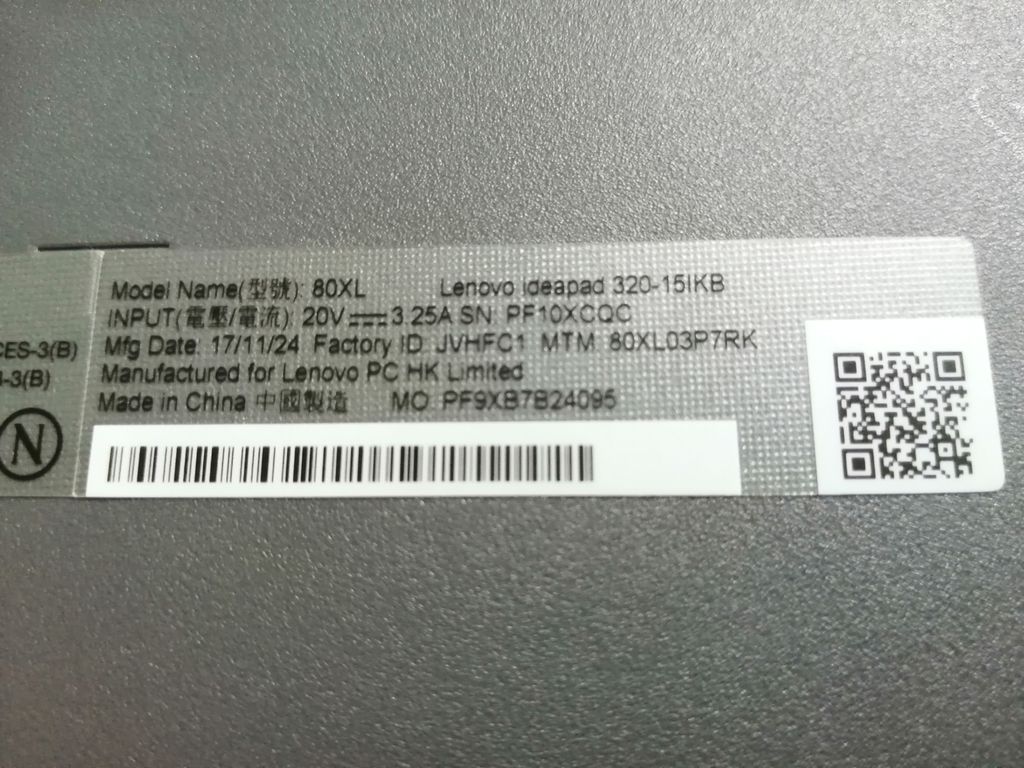 Model Name(型號): 80XL Lenovo ideapad 320-15IKB
INPUT(電壓/電流): 20V⎓3.25A SN: PF10XCQC
Mfg Date: 17/11/24 Factory ID: JVHFC1 MTM: 80XL03P7RK
Manufactured for Lenovo PC HK Limited
Made in China 中國製造 MO: PF9XB7B24095
CES-3(B)
-3(B)
N